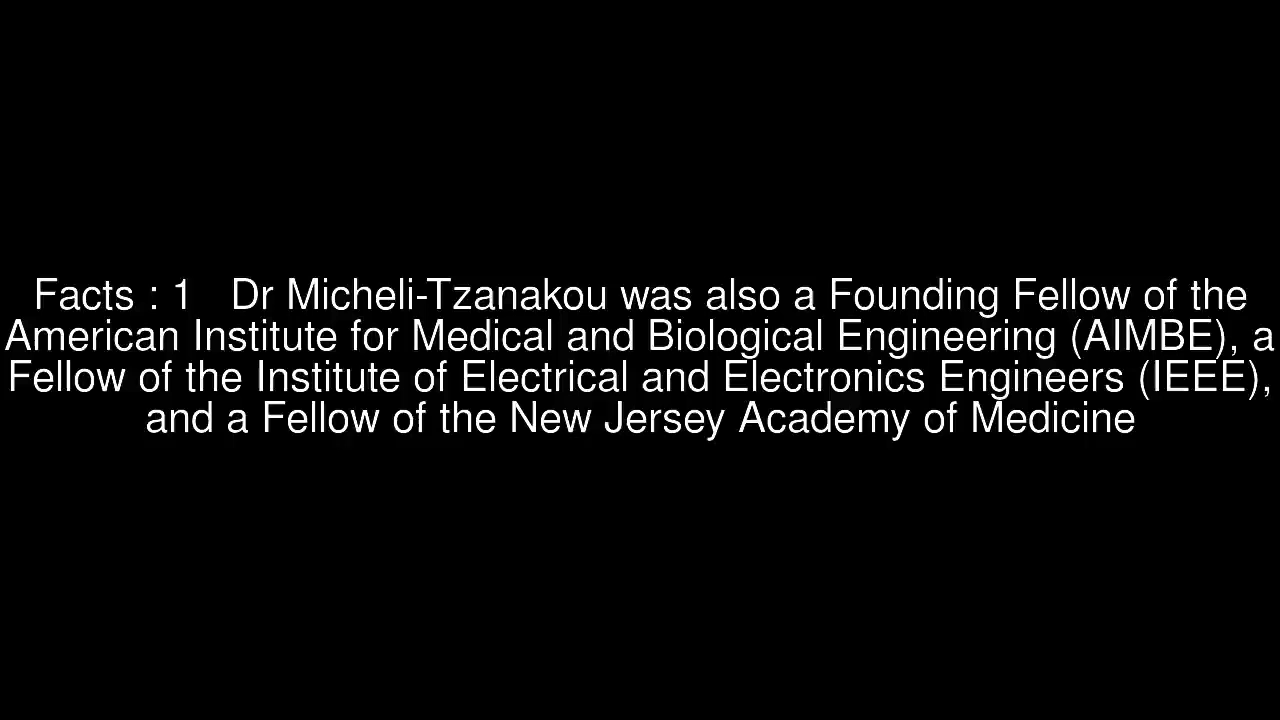 Facts : 1   Dr Micheli-Tzanakou was also a Founding Fellow of the
American Institute for Medical and Biological Engineering (AIMBE), a
Fellow of the Institute of Electrical and Electronics Engineers (IEEE),
and a Fellow of the New Jersey Academy of Medicine